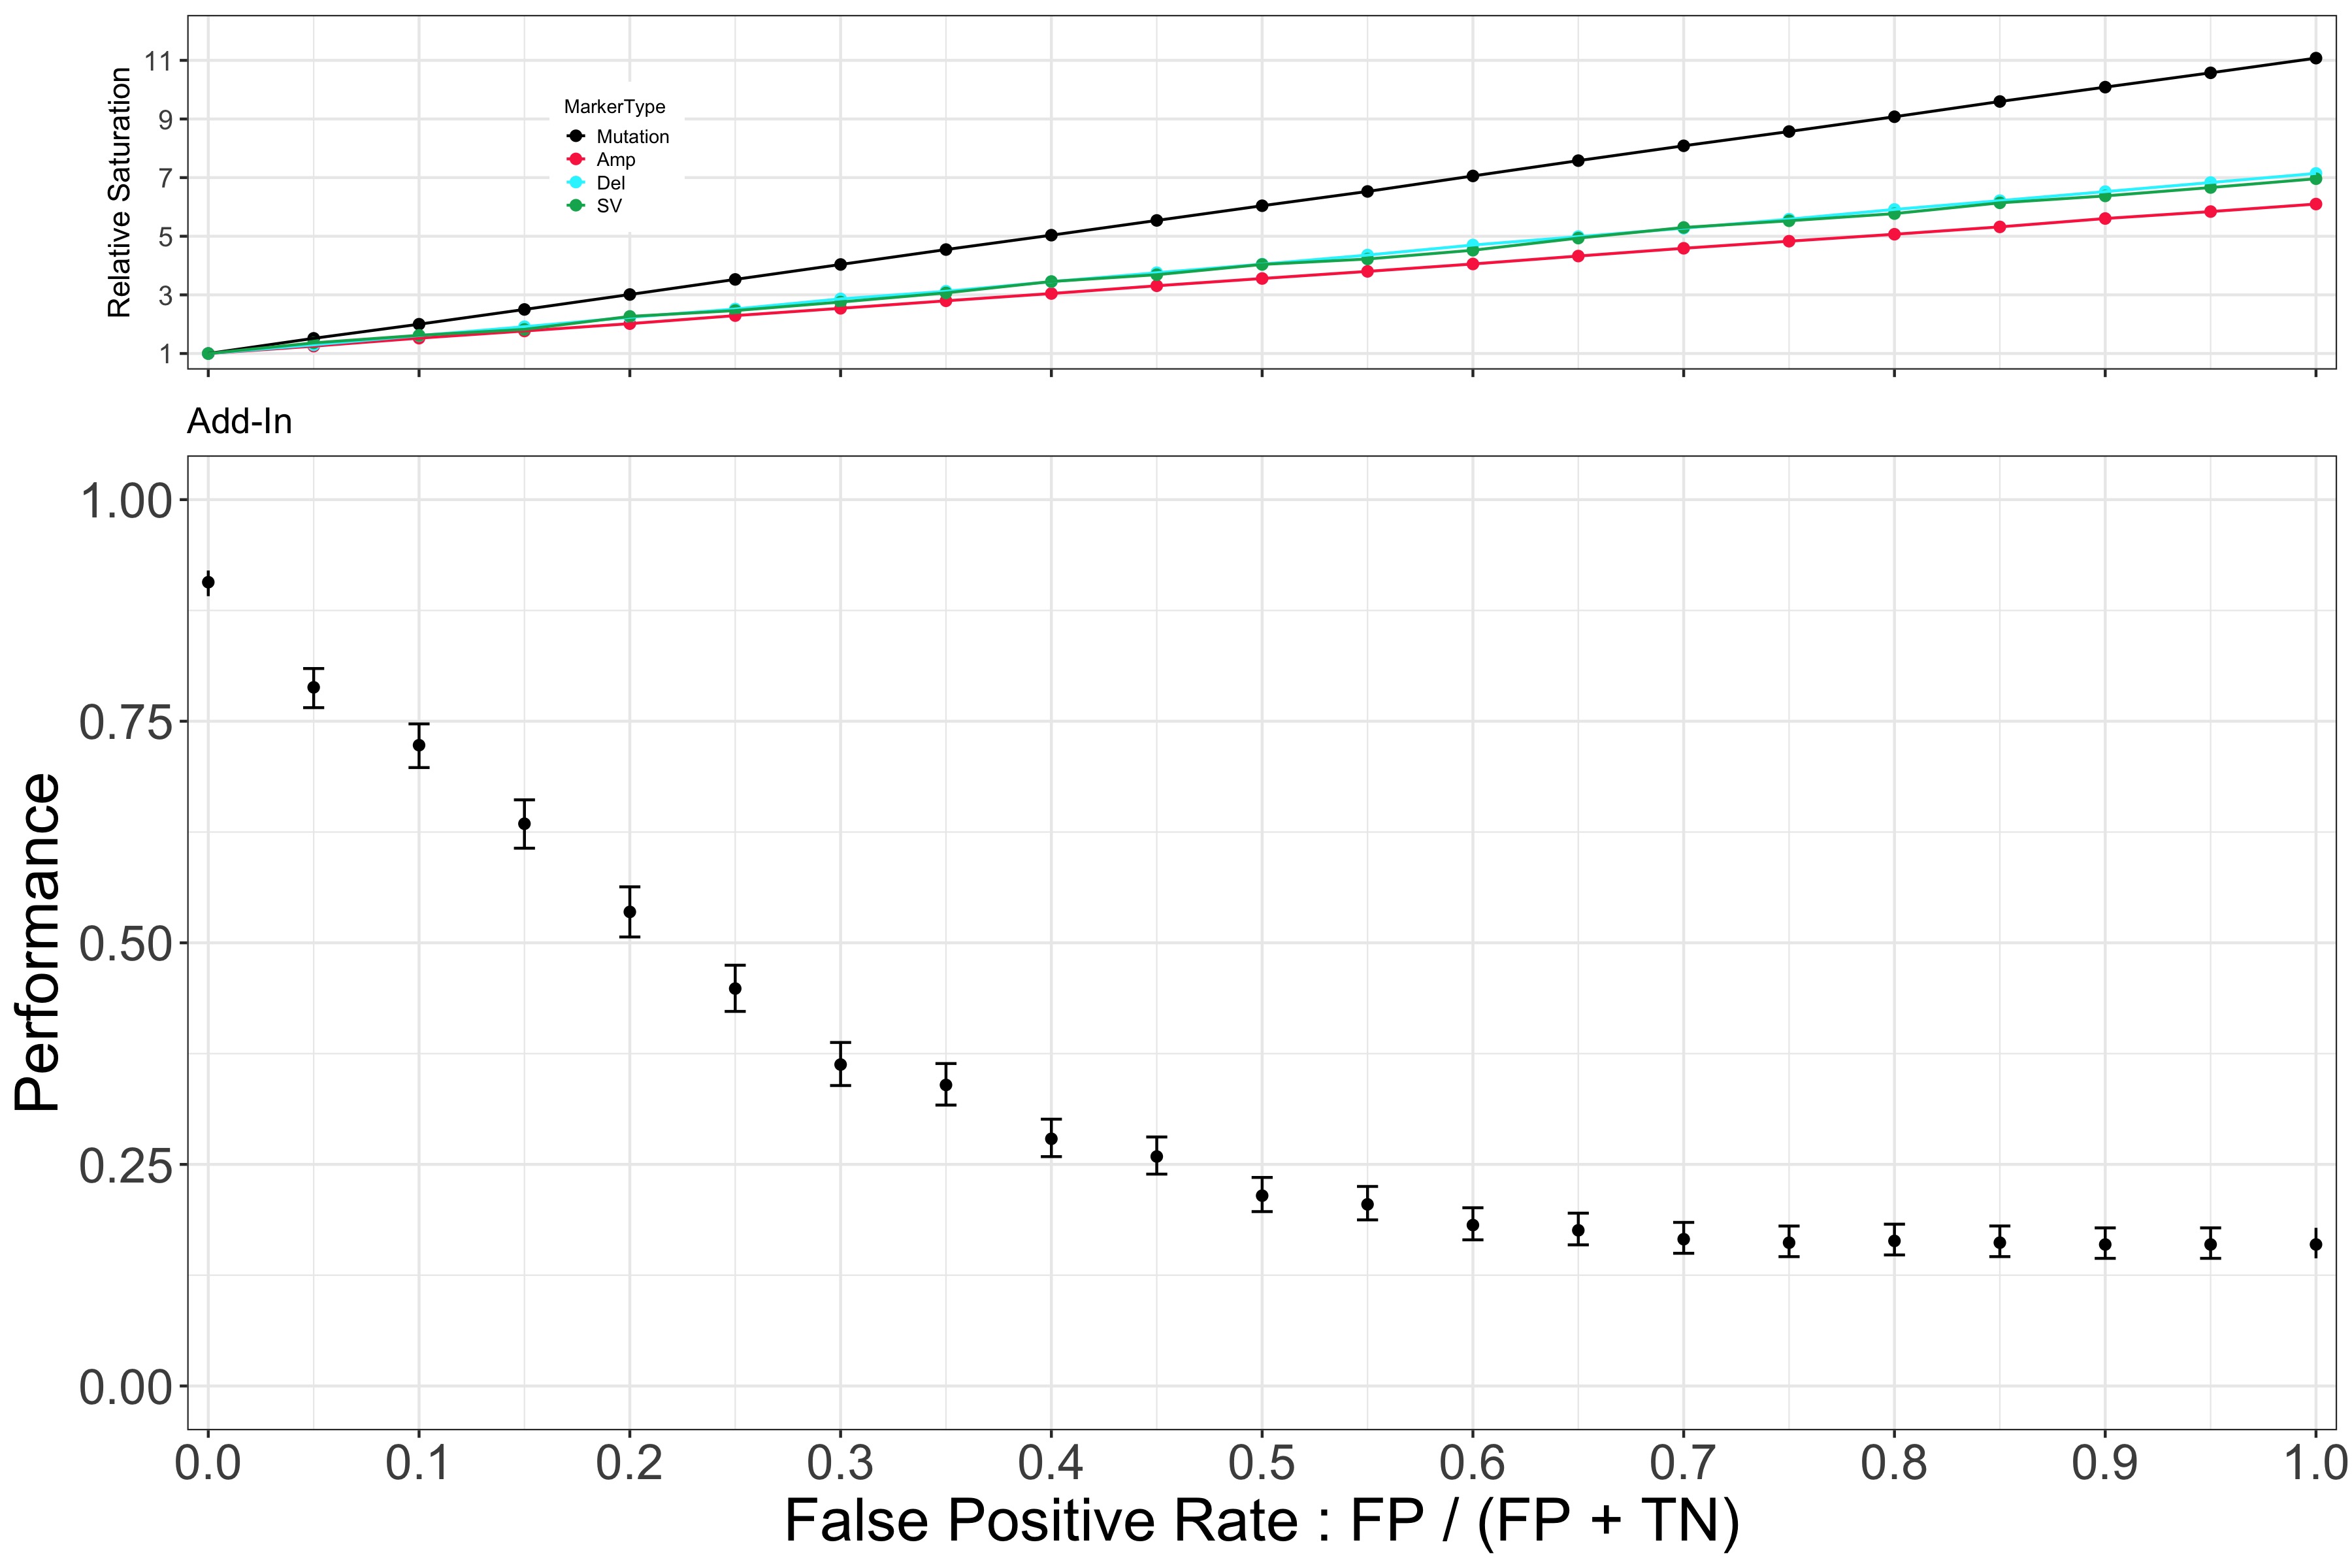 Relative Saturation
11
9
7
5
3
1
MarkerType
Mutation
Amp
Del
SV
Add-In
Performance
1.00
0.75
0.50
0.25
0.00
0.0 0.1 0.2 0.3 0.4 0.5 0.6 0.7 0.8 0.9 1.0
False Positive Rate : FP / (FP + TN)